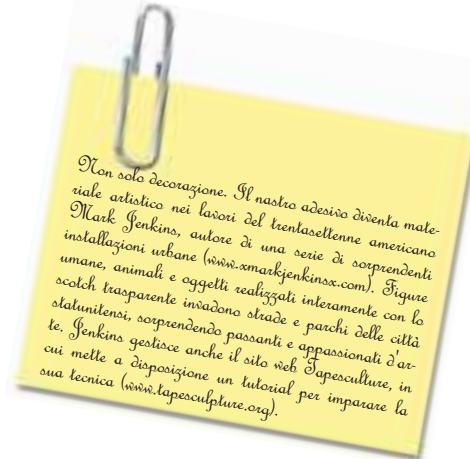 Non solo decorazione. Il nastro adesivo diventa mate-
riale artistico nei lavori del trentasettenne americano
Mark Jenkins, autore di una serie di sorprendenti
installazioni urbane (www.xmarkjenkinsx.com). Figure
umane, animali e oggetti realizzati interamente con lo
scotch trasparente invadono strade e parchi delle città
statunitensi, sorprendendo passanti e appassionati d'ar-
te. Jenkins gestisce anche il sito web Tapesculture, in
cui mette a disposizione un tutorial per imparare la
sua tecnica (www.tapesculpture.org).